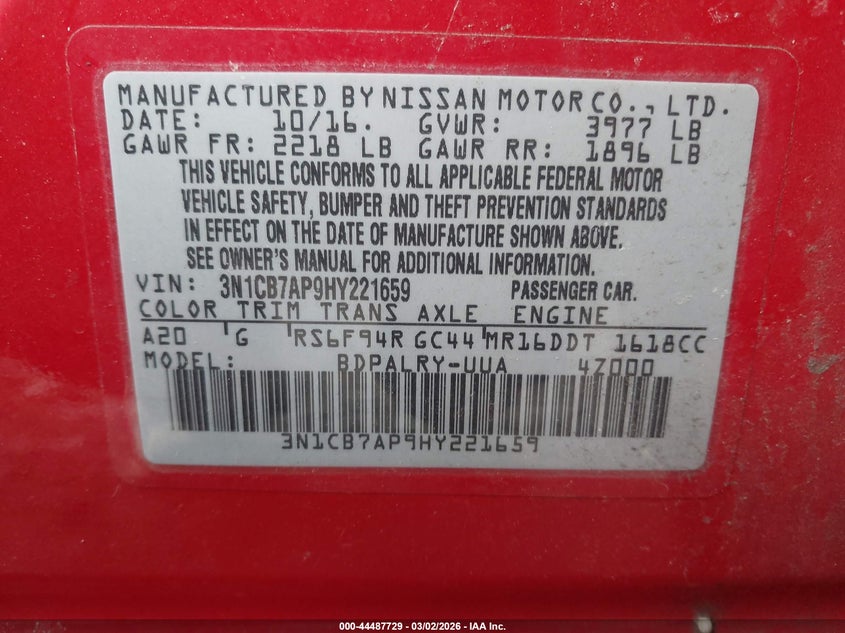 MANUFACTURED BY NISSAN MOTOR CO., LTD.
DATE: 10/16. GVWR: 3977 LB
GAWR FR: 2218 LB GAWR RR: 1896 LB
THIS VEHICLE CONFORMS TO ALL APPLICABLE FEDERAL MOTOR
VEHICLE SAFETY, BUMPER AND THEFT PREVENTION STANDARDS
IN EFFECT ON THE DATE OF MANUFACTURE SHOWN ABOVE.
SEE OWNER'S MANUAL FOR ADDITIONAL INFORMATION.
VIN: 3N1CB7AP9HY221659 PASSENGER CAR.
COLOR TRIM TRANS AXLE ENGINE
A20 G RS6F94R GC44 MR16DDT 1618CC
MODEL: BDPALRY-UUA 4Z000
3N1CB7AP9HY221659
000-44487729 - 03/02/2026 - IAA Inc.